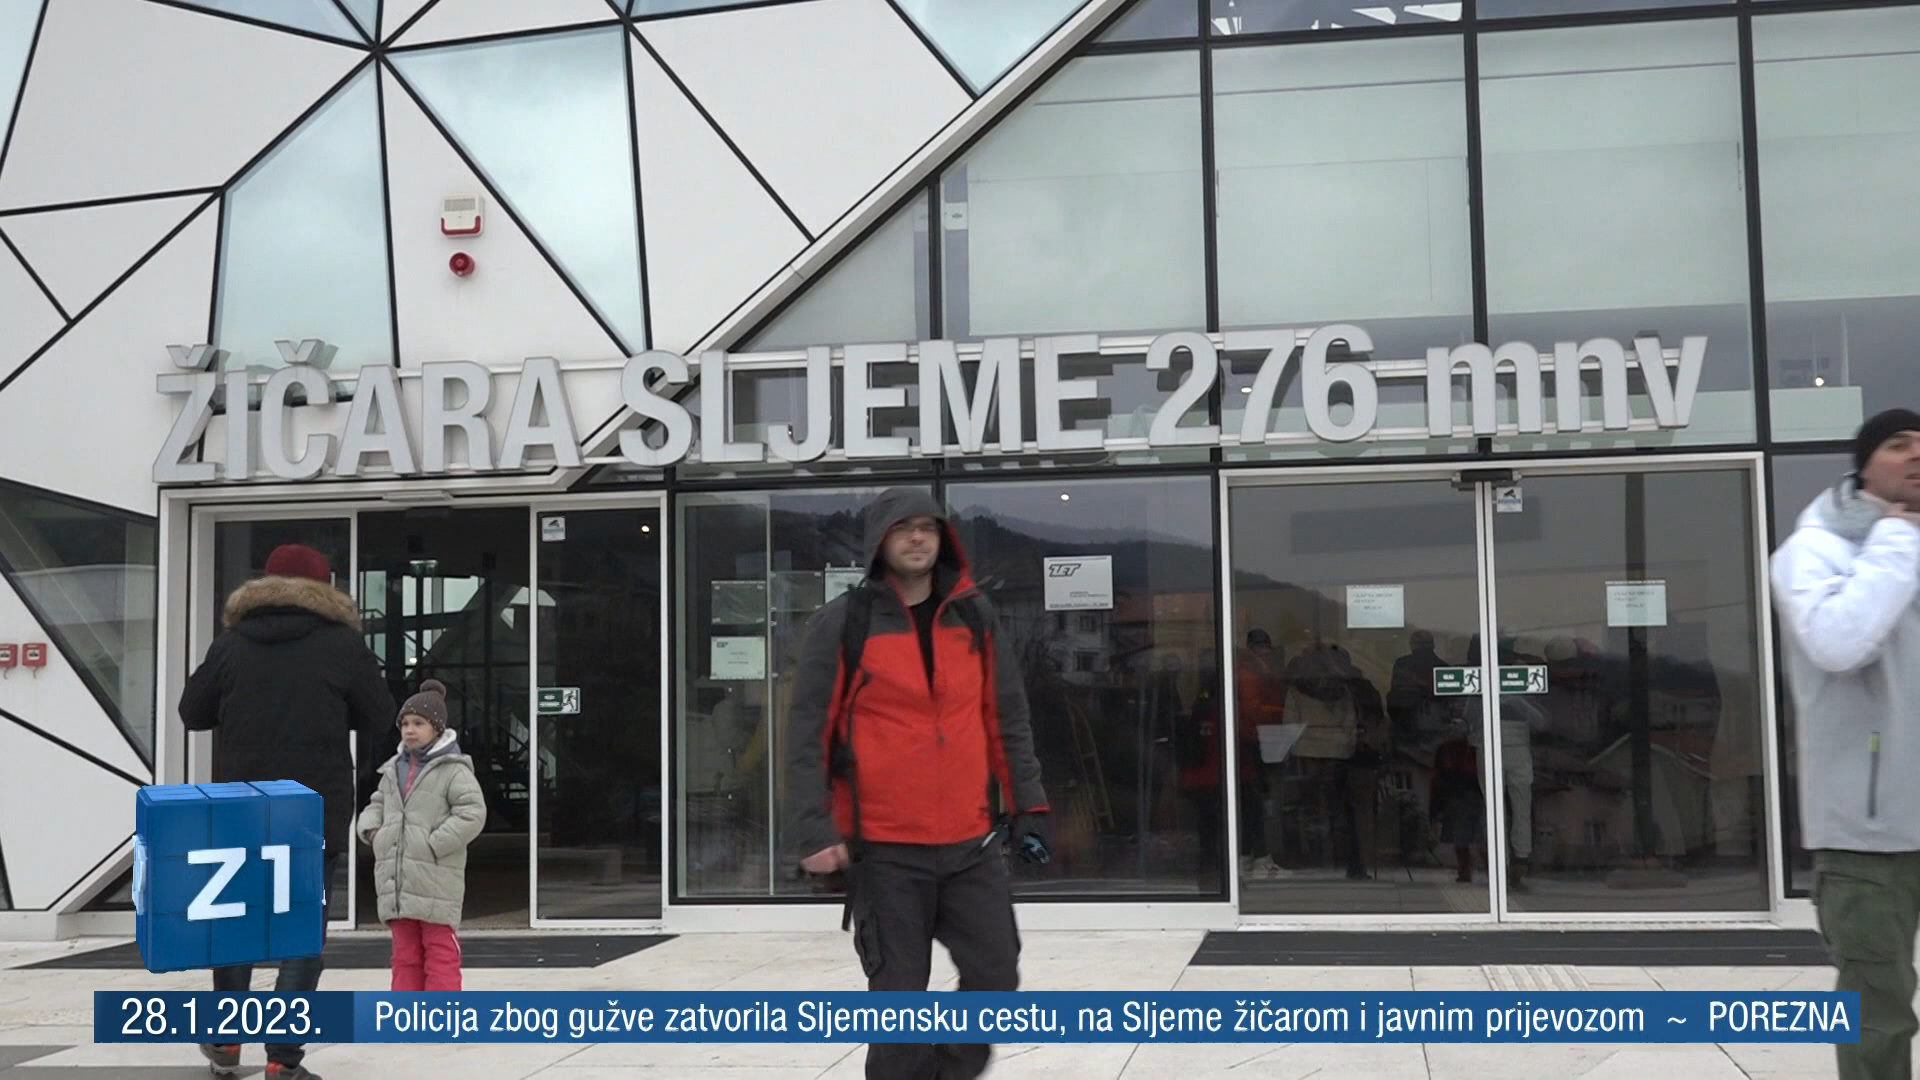 ŽIČARA SLJEME 276 mnv
ZET
Z1
28.1.2023. Policija zbog gužve zatvorila Sljemensku cestu, na Sljeme žičarom i javnim prijevozom ~ POREZNA